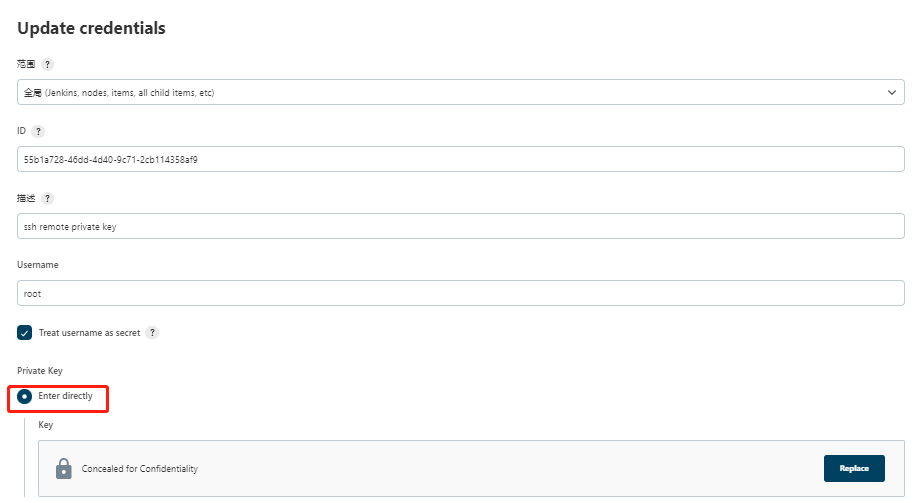 Update credentials
范围 ?
全局 (Jenkins, nodes, items, all child items, etc)
ID ?
55b1a728-46dd-4d40-9c71-2cb114358af9
描述 ?
ssh remote private key
Username
root
Treat username as secret ?
Private Key
Enter directly
Key
Concealed for Confidentiality
Replace